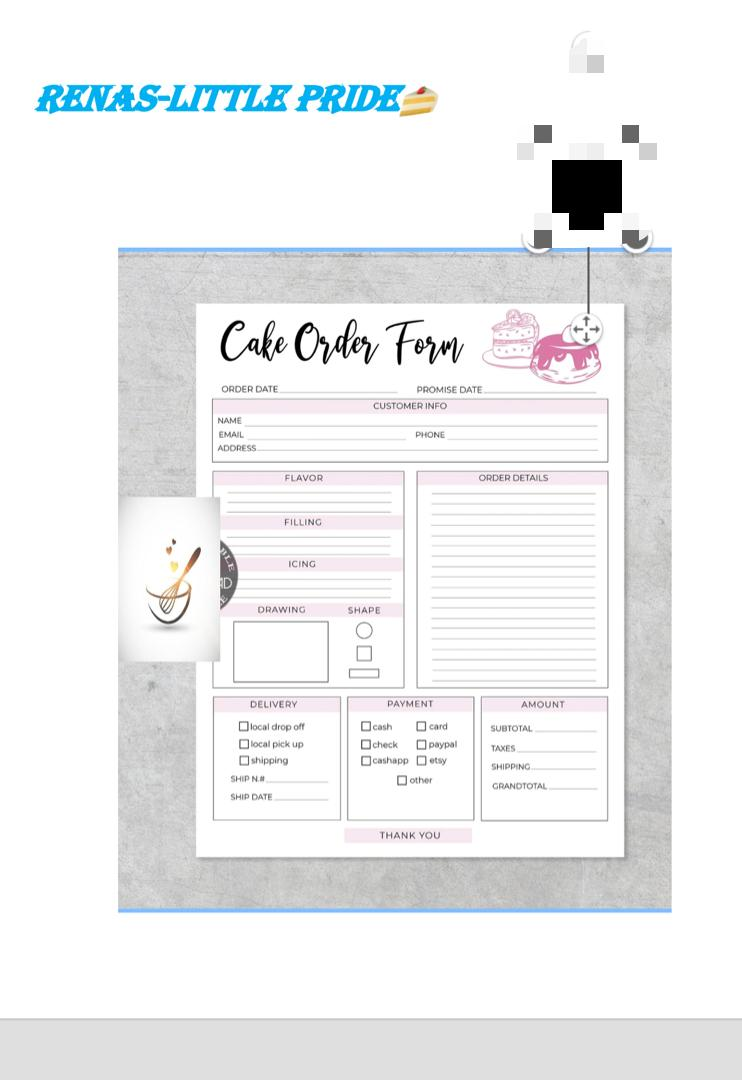 RENAS-LITTLE PRIDE🍰
Cake Order Form
ORDER DATE PROMISE DATE
CUSTOMER INFO
NAME
EMAIL PHONE
ADDRESS
FLAVOR
FILLING
ICING
DRAWING SHAPE
ORDER DETAILS
DELIVERY
local drop off
local pick up
shipping
SHIP N.#
SHIP DATE
PAYMENT
cash card
check paypal
cashapp etsy
other
AMOUNT
SUBTOTAL
TAXES
SHIPPING
GRANDTOTAL
THANK YOU